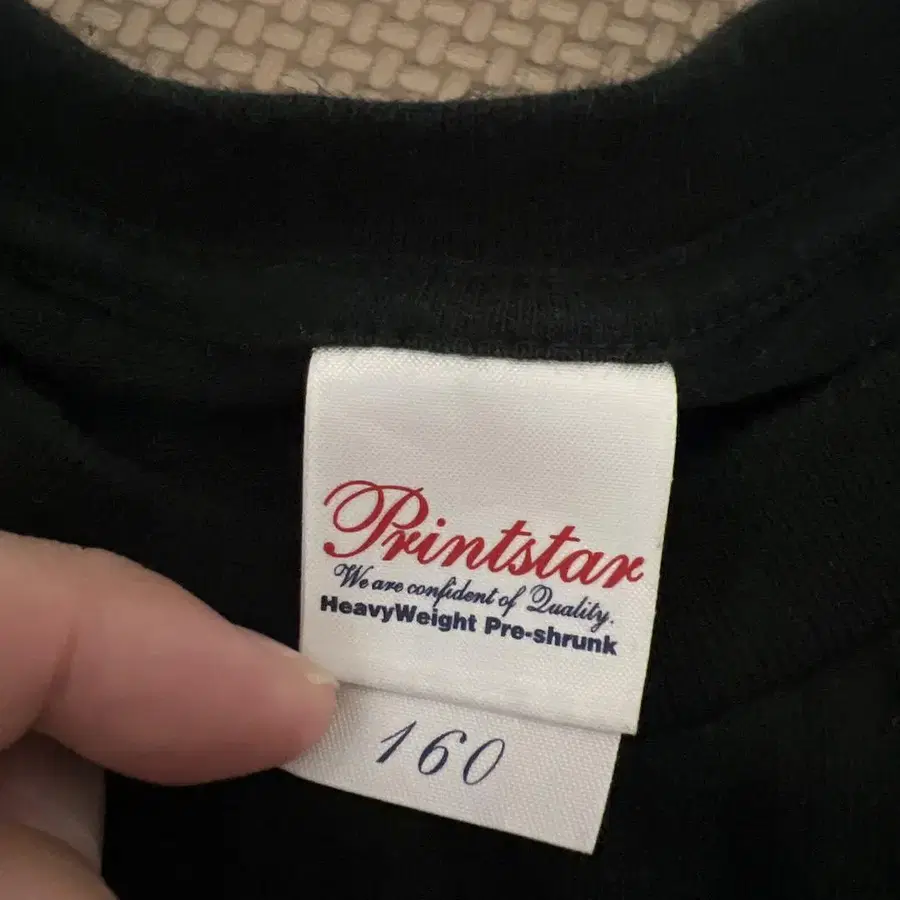 Printstar
We are confident of Quality.
HeavyWeight Pre-shrunk
160